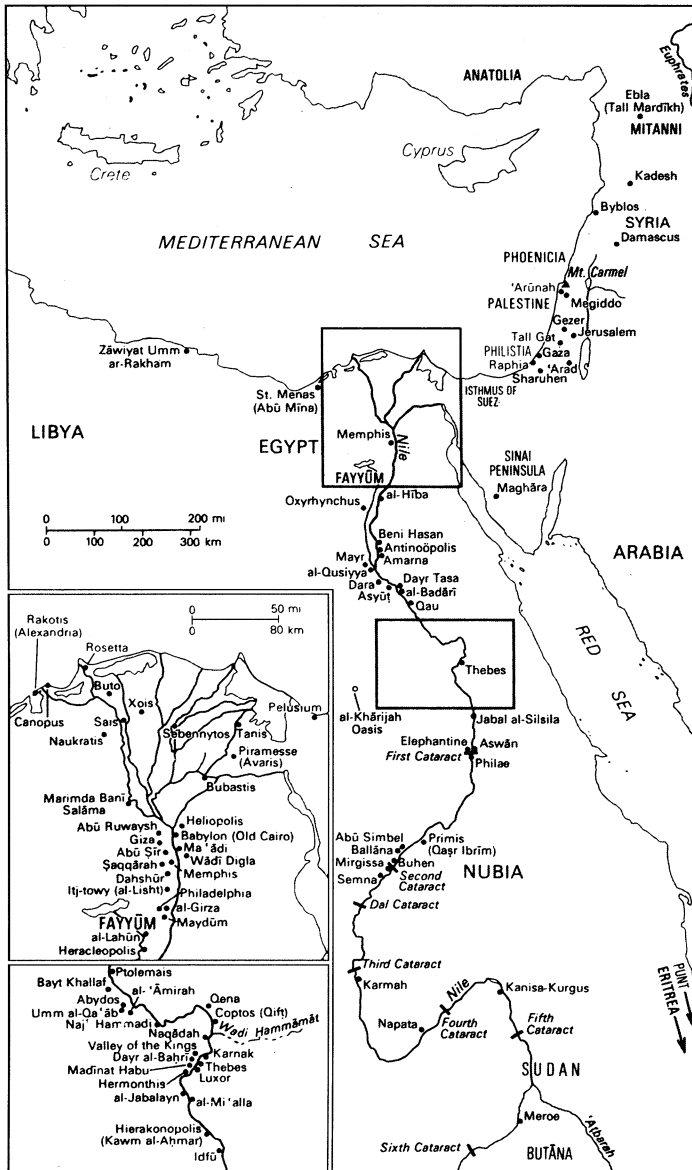 ANATOLIA
Euphrates
Ebla
(Tall Mardīkh)
MITANNI
Crete
Cyprus
Kadesh
Byblos
SYRIA
MEDITERRANEAN SEA
Damascus
PHOENICIA
Mt. Carmel
'Arūnah
Megiddo
PALESTINE
Gezer
Jerusalem
Tall Gat
PHILISTIA
Gaza
Raphia
'Arad
Sharuhen
Zāwiyat Umm
ar-Rakham
St. Menas
(Abū Mīna)
ISTHMUS OF
SUEZ
LIBYA
EGYPT
Memphis
Nile
SINAI
PENINSULA
FAYYŪM
Maghāra
al-Hība
Oxyrhynchus
0 100 200 mi
0 100 200 300 km
ARABIA
Beni Hasan
Antinoöpolis
Mayr
Amarna
al-Qusiyya
Dayr Tasa
Dara
al-Badārī
Asyūṭ
Qau
RED SEA
Thebes
al-Khārijah
Oasis
Jabal al-Silsila
Elephantine
Aswān
First Cataract
Philae
Abū Simbel
Primis
(Qaṣr Ibrīm)
Ballāna
Mirgissa
Buhen
Semna
Second
Cataract
NUBIA
Dal Cataract
Third Cataract
Karmah
Nile
Kanisa-Kurgus
Napata
Fourth
Cataract
Fifth
Cataract
PUNT
ERITREA
SUDAN
Meroe
'Aṭbarah
Sixth Cataract
BUTĀNA
0 50 mi
0 80 km
Rakotis
(Alexandria)
Rosetta
Buto
Xois
Pelusium
Canopus
Sais
Sebennytos
Tanis
Naukratis
Piramesse
(Avaris)
Bubastis
Marimda Banī
Salāma
Heliopolis
Abū Ruwaysh
Babylon (Old Cairo)
Giza
Ma'ādi
Abū Ṣīr
Wādī Digla
Ṣaqqārah
Memphis
Dahshūr
Itj-towy (al-Lisht)
Philadelphia
al-Girza
FAYYŪM
Maydūm
al-Lahūn
Heracleopolis
Ptolemais
Bayt Khallaf
al-'Āmirah
Abydos
Qena
Umm al-Qa'āb
Coptos (Qifṭ)
Naj' Hammadi
Wadi Hammāmāt
Naqādah
Valley of the Kings
Karnak
Dayr al-Baḥrī
Thebes
Madīnat Habu
Luxor
Hermonthis
al-Jabalayn
al-Mi'alla
Hierakonopolis
(Kawm al-Aḥmar)
Idfū